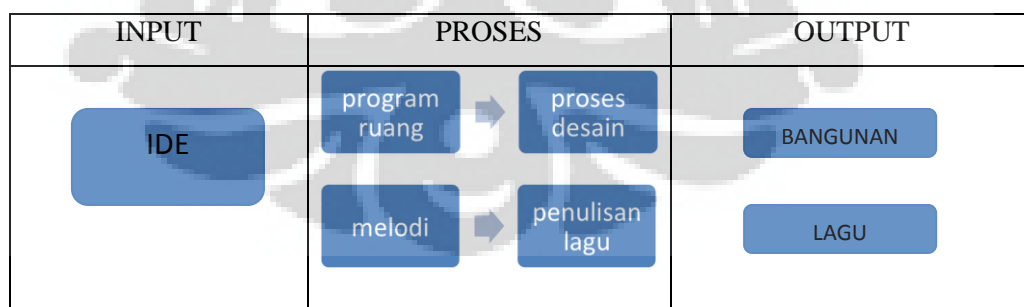 INPUT PROSES OUTPUT
IDE
program
ruang
proses
desain
melodi
penulisan
lagu
BANGUNAN
LAGU